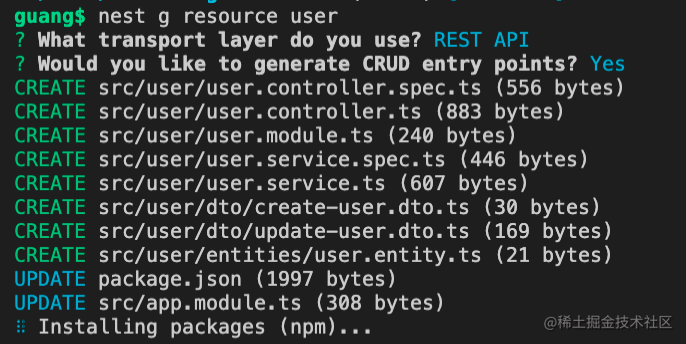 guang$ nest g resource user
? What transport layer do you use? REST API
? Would you like to generate CRUD entry points? Yes
CREATE src/user/user.controller.spec.ts (556 bytes)
CREATE src/user/user.controller.ts (883 bytes)
CREATE src/user/user.module.ts (240 bytes)
CREATE src/user/user.service.spec.ts (446 bytes)
CREATE src/user/user.service.ts (607 bytes)
CREATE src/user/dto/create-user.dto.ts (30 bytes)
CREATE src/user/dto/update-user.dto.ts (169 bytes)
CREATE src/user/entities/user.entity.ts (21 bytes)
UPDATE package.json (1997 bytes)
UPDATE src/app.module.ts (308 bytes)
⠸ Installing packages (npm)...
@稀土掘金技术社区